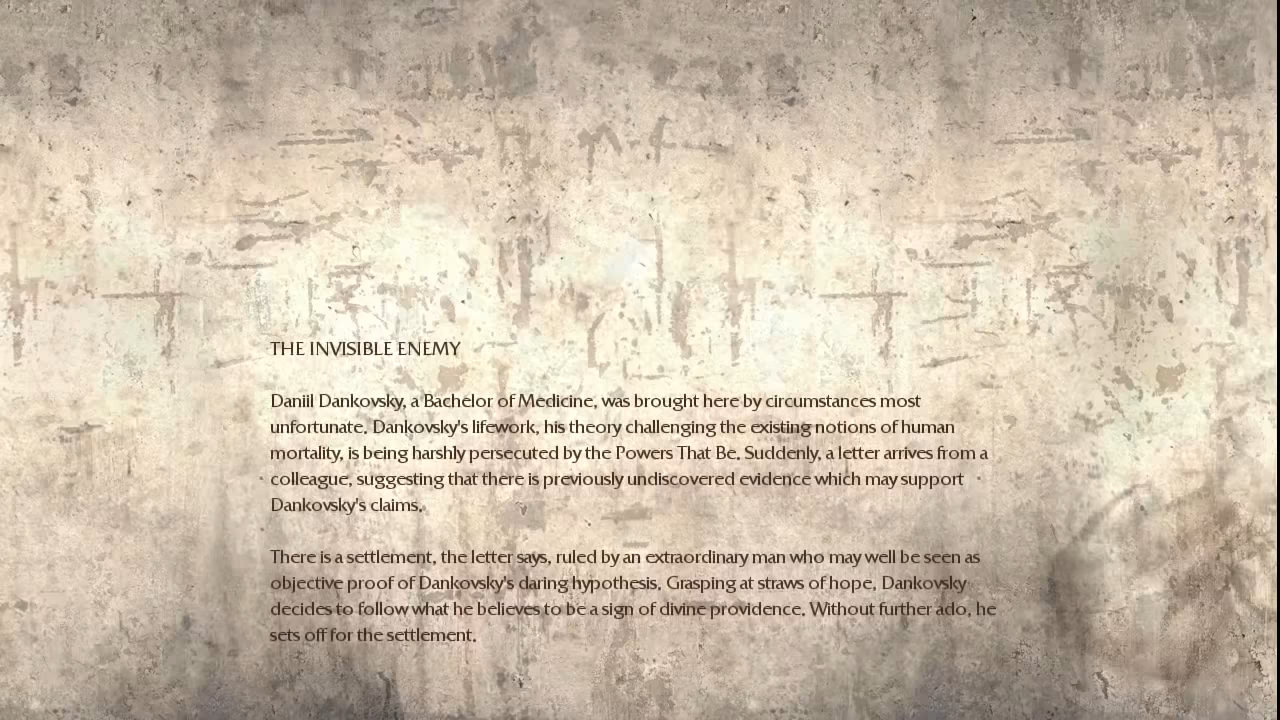 THE INVISIBLE ENEMY
Daniil Dankovsky, a Bachelor of Medicine, was brought here by circumstances most
unfortunate. Dankovsky's lifework, his theory challenging the existing notions of human
mortality, is being harshly persecuted by the Powers That Be. Suddenly, a letter arrives from a
colleague, suggesting that there is previously undiscovered evidence which may support
Dankovsky's claims.
There is a settlement, the letter says, ruled by an extraordinary man who may well be seen as
objective proof of Dankovsky's daring hypothesis. Grasping at straws of hope, Dankovsky
decides to follow what he believes to be a sign of divine providence. Without further ado, he
sets off for the settlement.